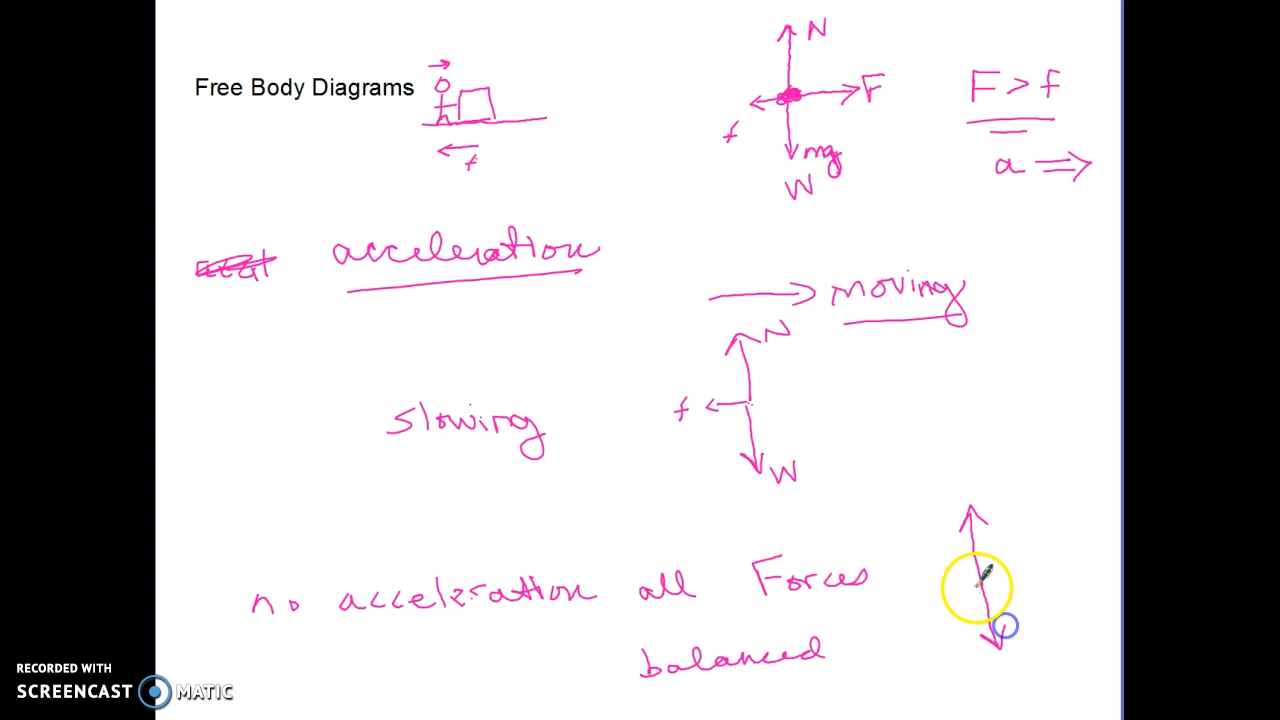 N
Free Body Diagrams
F
F > f
f
mg
W
a ⇒
f
acceleration
moving
N
f
slowing
W
no acceleration all Forces
balanced
RECORDED WITH
SCREENCAST MATIC